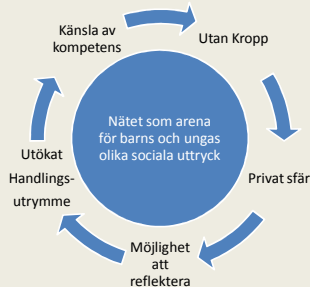 Känsla av
kompetens
Utan Kropp
Nätet som arena
för barns och ungas
olika sociala uttryck
Privat sfär
Möjlighet
att
reflektera
Utökat
Handlings-
utrymme